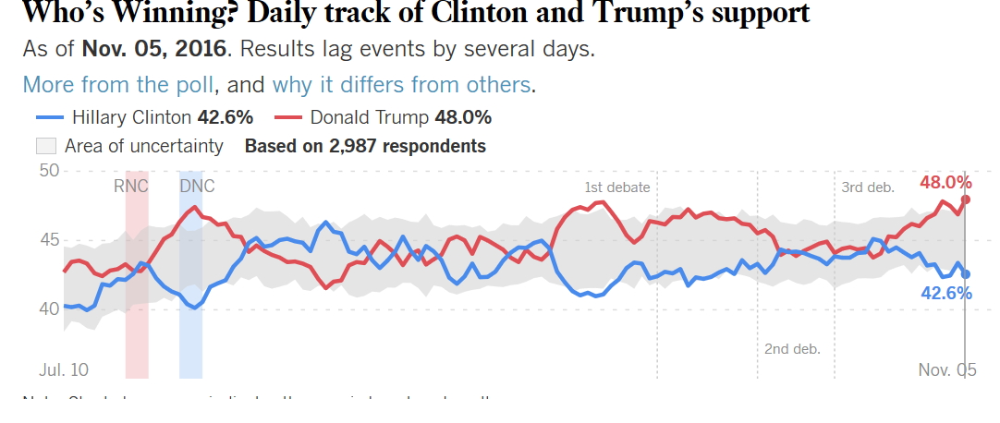 Who's Winning? Daily track of Clinton and Trump's support
As of Nov. 05, 2016. Results lag events by several days.
More from the poll, and why it differs from others.
Hillary Clinton 42.6% Donald Trump 48.0%
Area of uncertainty Based on 2,987 respondents
50
RNC DNC 1st debate 3rd deb. 48.0%
45
40
42.6%
2nd deb.
Jul. 10 Nov. 05